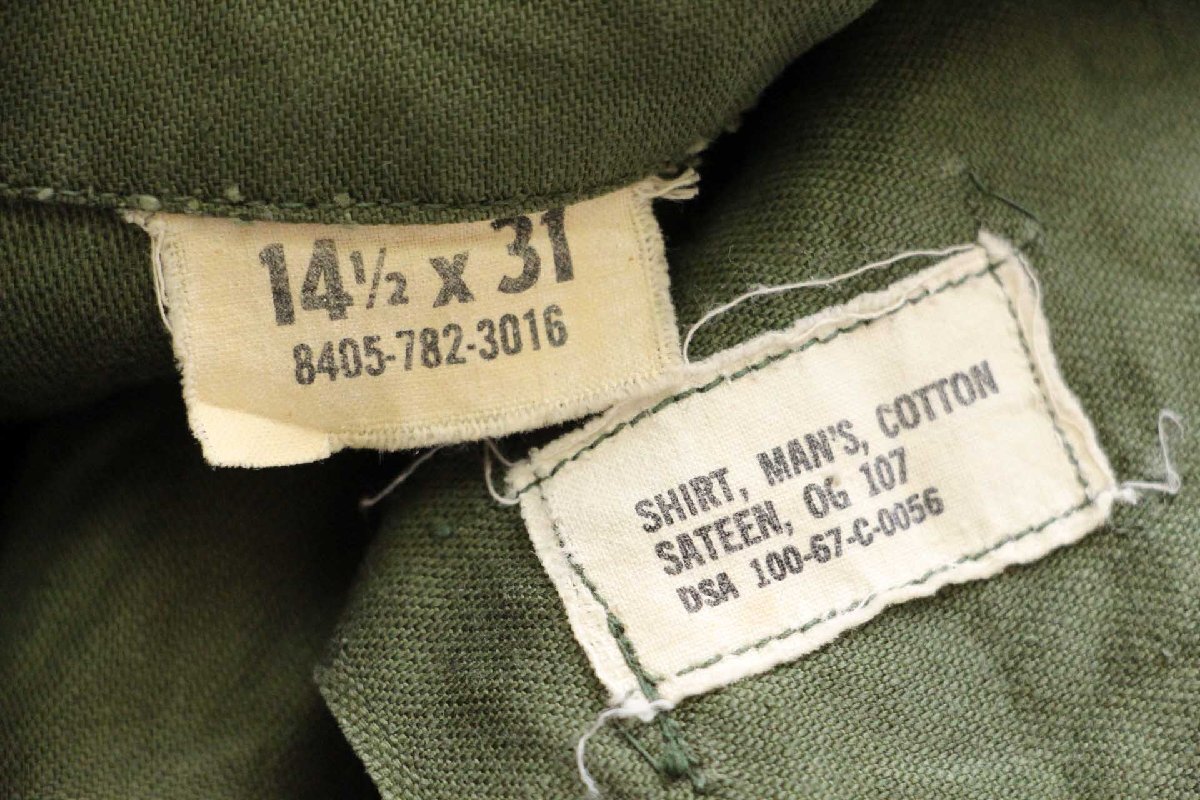 14½ x 31
8405-782-3016
SHIRT, MAN'S, COTTON
SATEEN, OG 107
DSA 100-67-C-0056